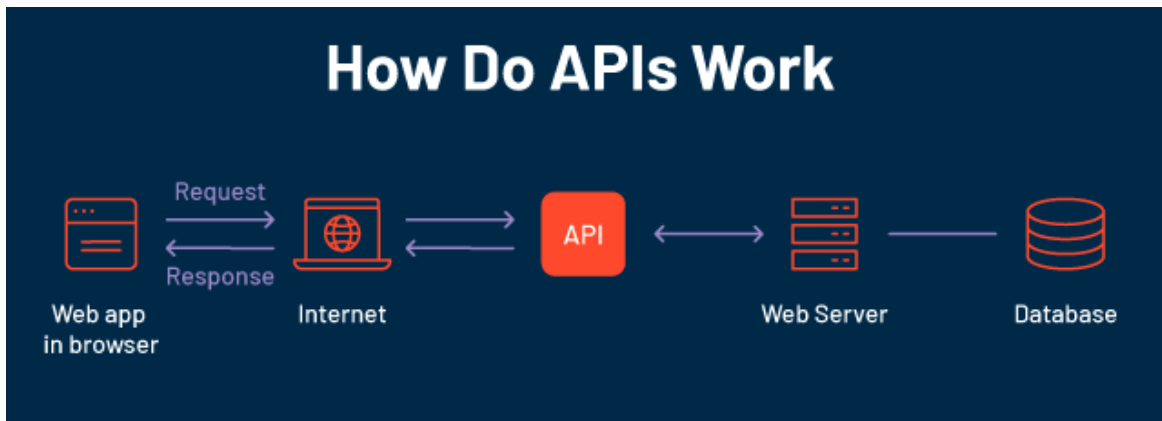 How Do APIs Work
Request
Response
API
Web app
in browser
Internet
Web Server
Database